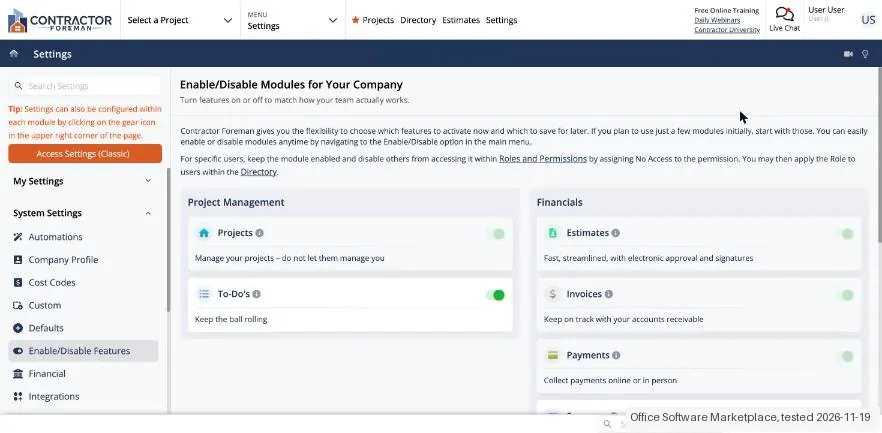 CONTRACTOR
FOREMAN
Select a Project
MENU
Settings
Projects Directory Estimates Settings
Free Online Training
Daily Webinars
Contractor University
Live Chat
User User
User ()
US
Settings
Search Settings
Tip: Settings can also be configured within
each module by clicking on the gear icon
in the upper right corner of the page.
Access Settings (Classic)
My Settings
System Settings
Automations
Company Profile
Cost Codes
Custom
Defaults
Enable/Disable Features
Financial
Integrations
Enable/Disable Modules for Your Company
Turn features on or off to match how your team actually works.
Contractor Foreman gives you the flexibility to choose which features to activate now and which to save for later. If you plan to use just a few modules initially, start with those. You can easily
enable or disable modules anytime by navigating to the Enable/Disable option in the main menu.
For specific users, keep the module enabled and disable others from accessing it within Roles and Permissions by assigning No Access to the permission. You may then apply the Role to
users within the Directory.
Project Management
Projects
Manage your projects – do not let them manage you
To-Do's
Keep the ball rolling
Financials
Estimates
Fast, streamlined, with electronic approval and signatures
Invoices
Keep on track with your accounts receivable
Payments
Collect payments online or in person
Office Software Marketplace, tested 2026-11-19